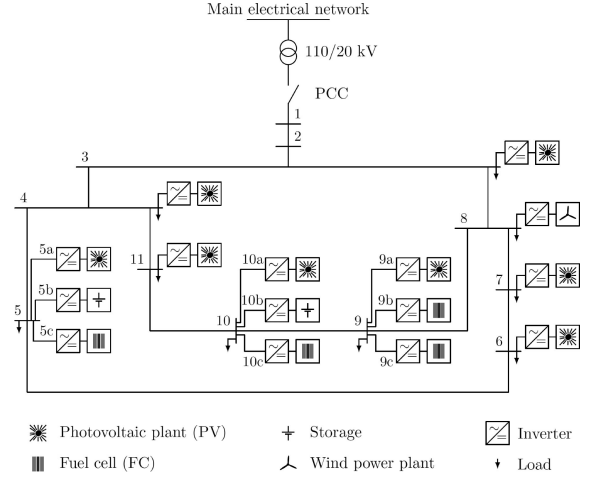 Main electrical network
110/20 kV
PCC
1
2
3
4
8
5a
5b
5
5c
11
10a
10b
10
10c
9a
9b
9
9c
7
6
Photovoltaic plant (PV)
Storage
Inverter
Fuel cell (FC)
Wind power plant
Load